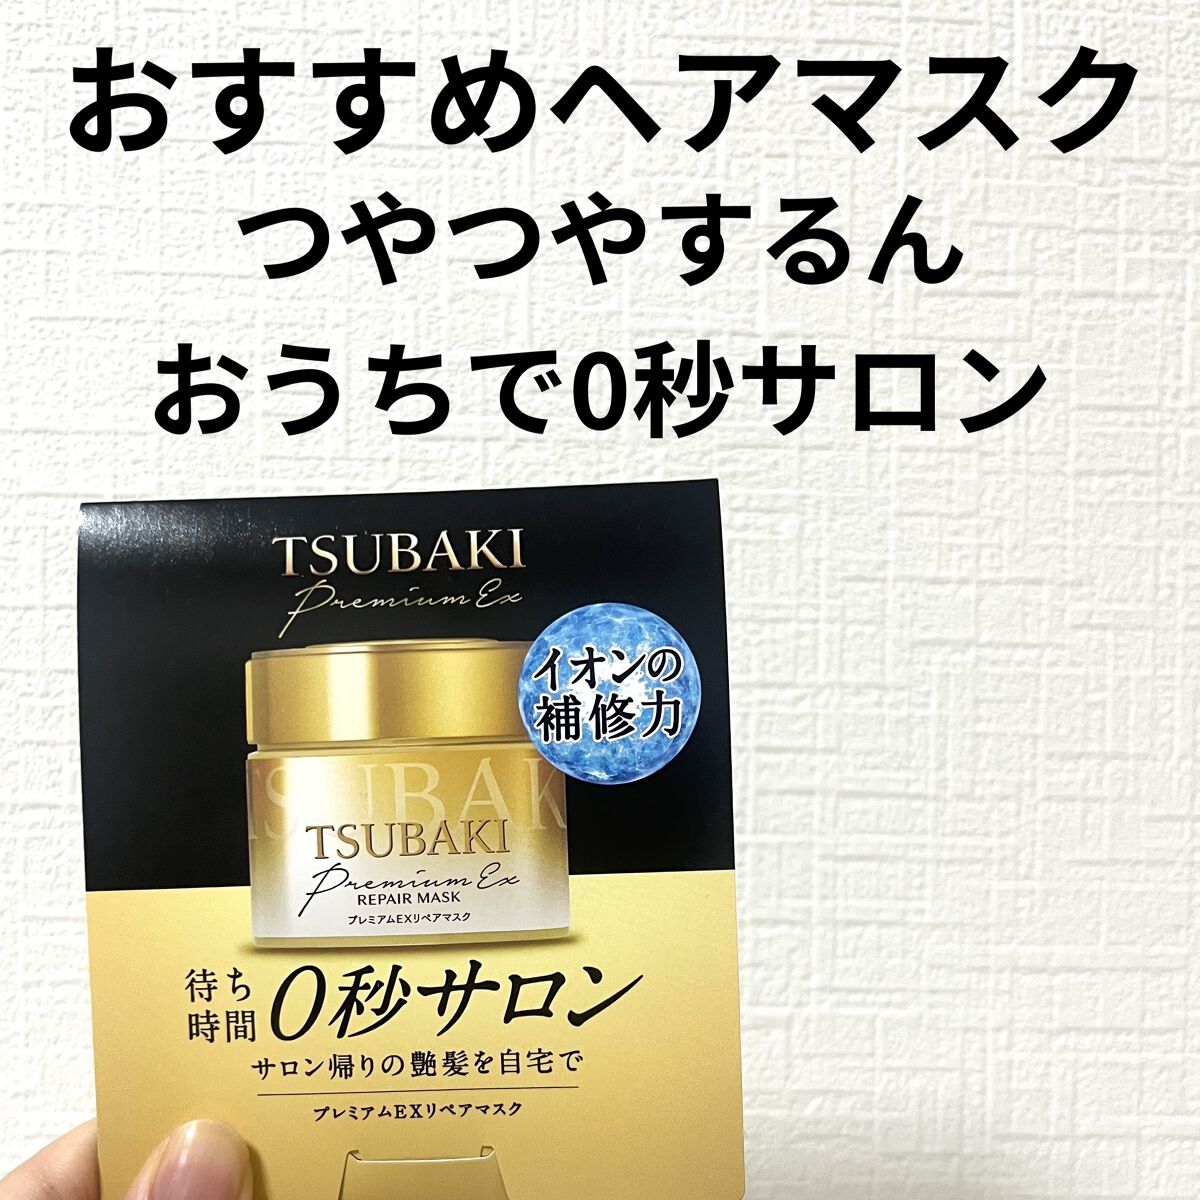 おすすめヘアマスク
つやつやするん
おうちで0秒サロン
TSUBAKI
Premium Ex
イオンの
補修力
TSUBAKI
TSUBAKI
Premium Ex
REPAIR MASK
プレミアムEXリペアマスク
待ち
時間
0秒サロン
サロン帰りの艶髪を自宅で
プレミアムEXリペアマスク